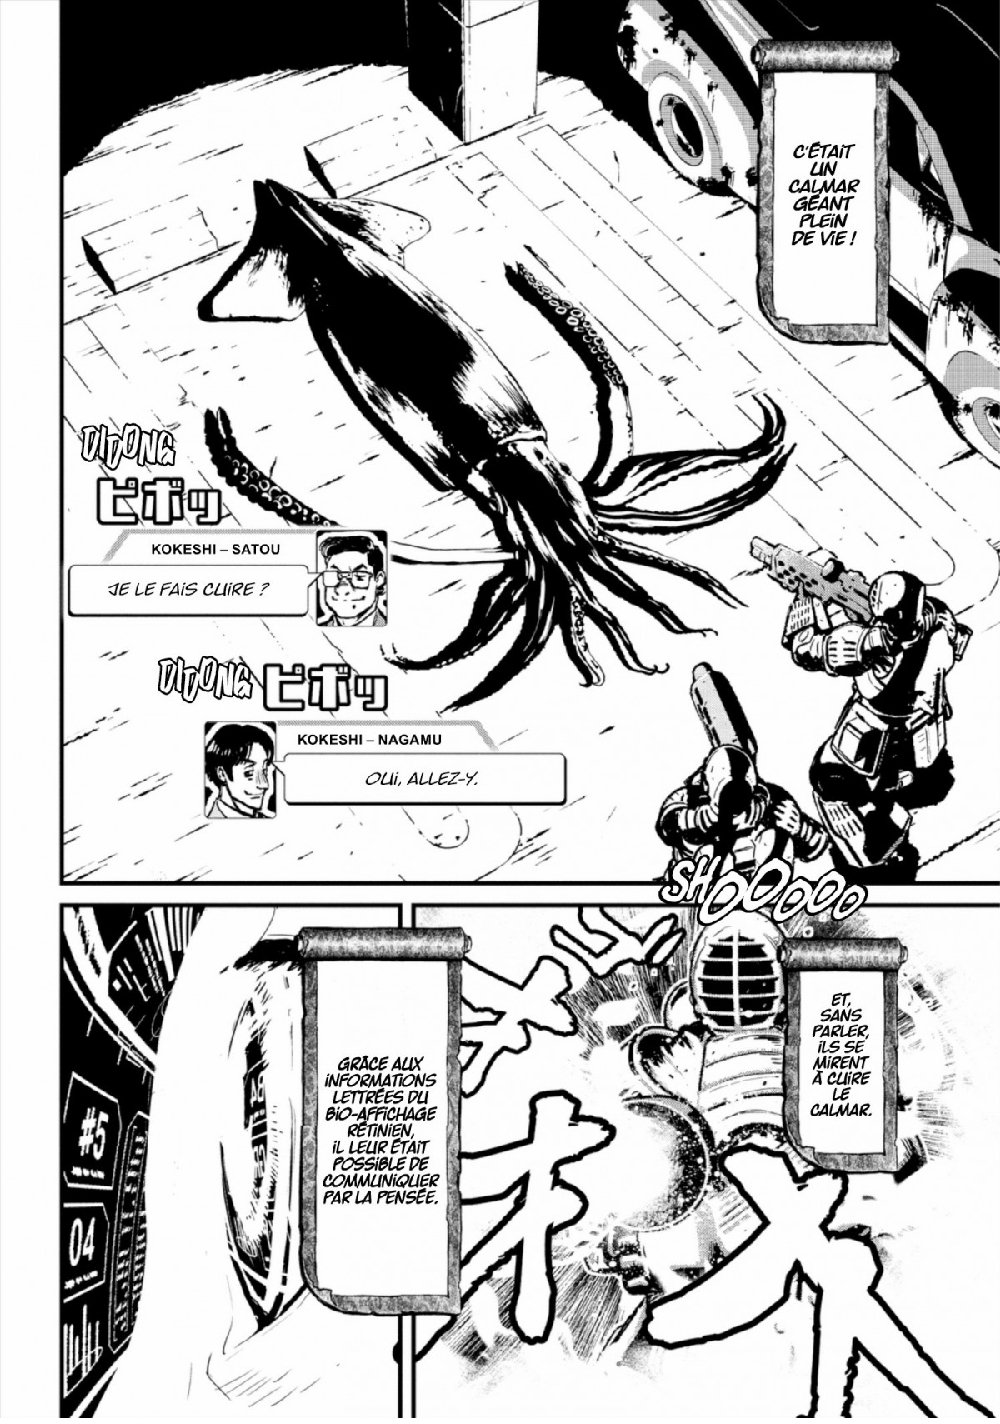 C'ÉTAIT
UN
CALMAR
GÉANT
PLEIN
DE VIE !
DIDONG
ピボッ
KOKESHI – SATOU
JE LE FAIS CUIRE ?
DIDONG
ピボッ
KOKESHI – NAGAMU
OUI, ALLEZ-Y.
SHOOOOOO
ET,
SANS
PARLER,
ILS SE
MIRENT
À CUIRE
LE
CALMAR.
GRÂCE AUX
INFORMATIONS
LETTRÉES DU
BIO-AFFICHAGE
RÉTINIEN,
IL LEUR ÉTAIT
POSSIBLE DE
COMMUNIQUER
PAR LA PENSÉE.
#5
04